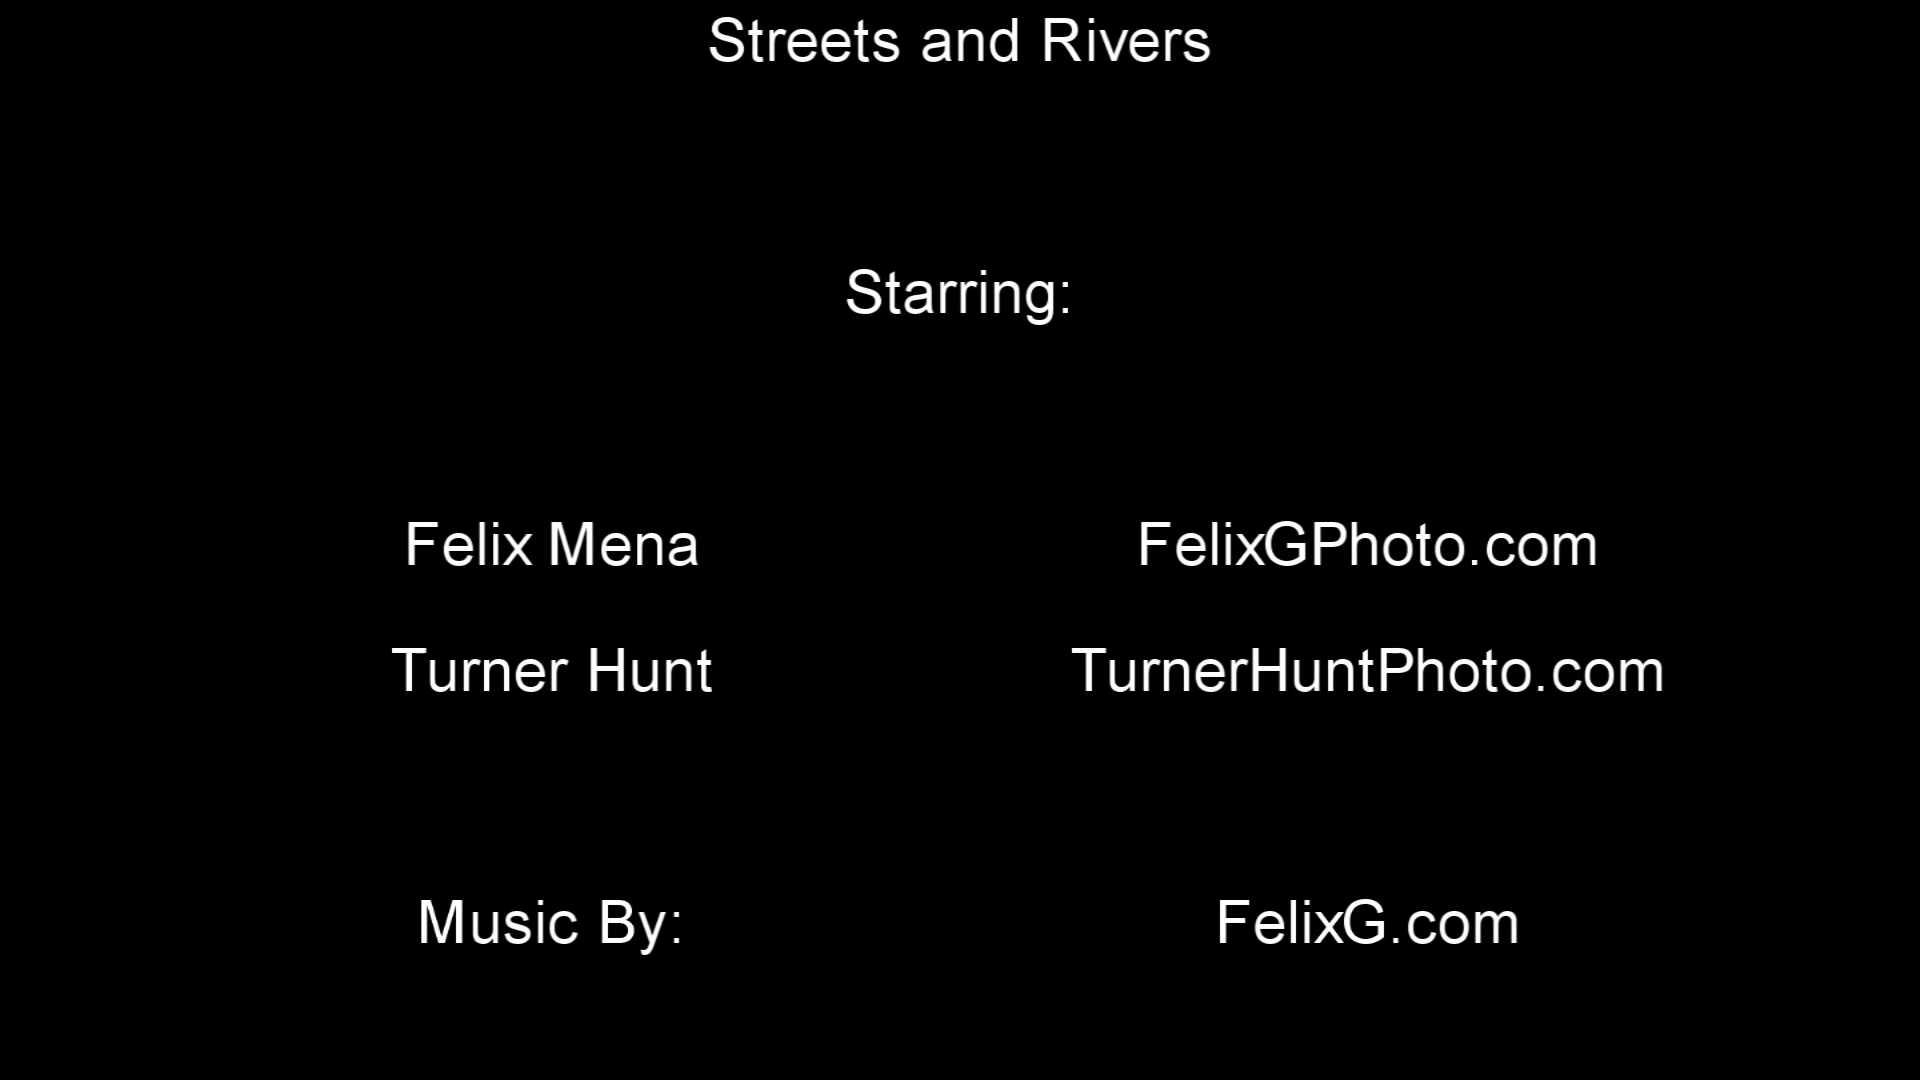 Streets and Rivers
Starring:
Felix Mena FelixGPhoto.com
Turner Hunt TurnerHuntPhoto.com
Music By: FelixG.com